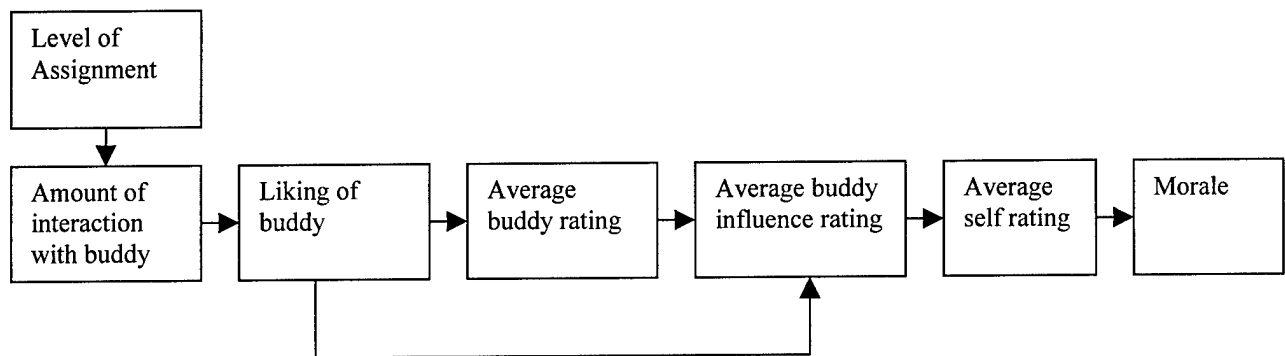 Level of
Assignment
Amount of
interaction
with buddy
Liking of
buddy
Average
buddy rating
Average buddy
influence rating
Average
self rating
Morale